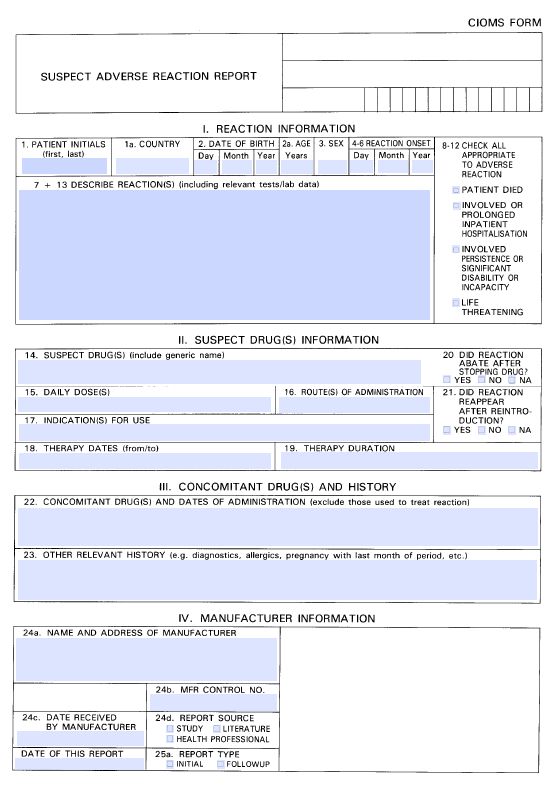 CIOMS FORM
SUSPECT ADVERSE REACTION REPORT
I. REACTION INFORMATION
1. PATIENT INITIALS
(first, last)
1a. COUNTRY
2. DATE OF BIRTH
Day Month Year
2a. AGE
Years
3. SEX
4-6 REACTION ONSET
Day Month Year
8-12 CHECK ALL
APPROPRIATE
TO ADVERSE
REACTION
PATIENT DIED
INVOLVED OR
PROLONGED
INPATIENT
HOSPITALISATION
INVOLVED
PERSISTENCE OR
SIGNIFICANT
DISABILITY OR
INCAPACITY
LIFE
THREATENING
7 + 13 DESCRIBE REACTION(S) (including relevant tests/lab data)
II. SUSPECT DRUG(S) INFORMATION
14. SUSPECT DRUG(S) (include generic name)
20 DID REACTION
ABATE AFTER
STOPPING DRUG?
YES NO NA
15. DAILY DOSE(S)
16. ROUTE(S) OF ADMINISTRATION
21. DID REACTION
REAPPEAR
AFTER REINTRO-
DUCTION?
YES NO NA
17. INDICATION(S) FOR USE
18. THERAPY DATES (from/to)
19. THERAPY DURATION
III. CONCOMITANT DRUG(S) AND HISTORY
22. CONCOMITANT DRUG(S) AND DATES OF ADMINISTRATION (exclude those used to treat reaction)
23. OTHER RELEVANT HISTORY (e.g. diagnostics, allergics, pregnancy with last month of period, etc.)
IV. MANUFACTURER INFORMATION
24a. NAME AND ADDRESS OF MANUFACTURER
24b. MFR CONTROL NO.
24c. DATE RECEIVED
BY MANUFACTURER
24d. REPORT SOURCE
STUDY LITERATURE
HEALTH PROFESSIONAL
DATE OF THIS REPORT
25a. REPORT TYPE
INITIAL FOLLOWUP